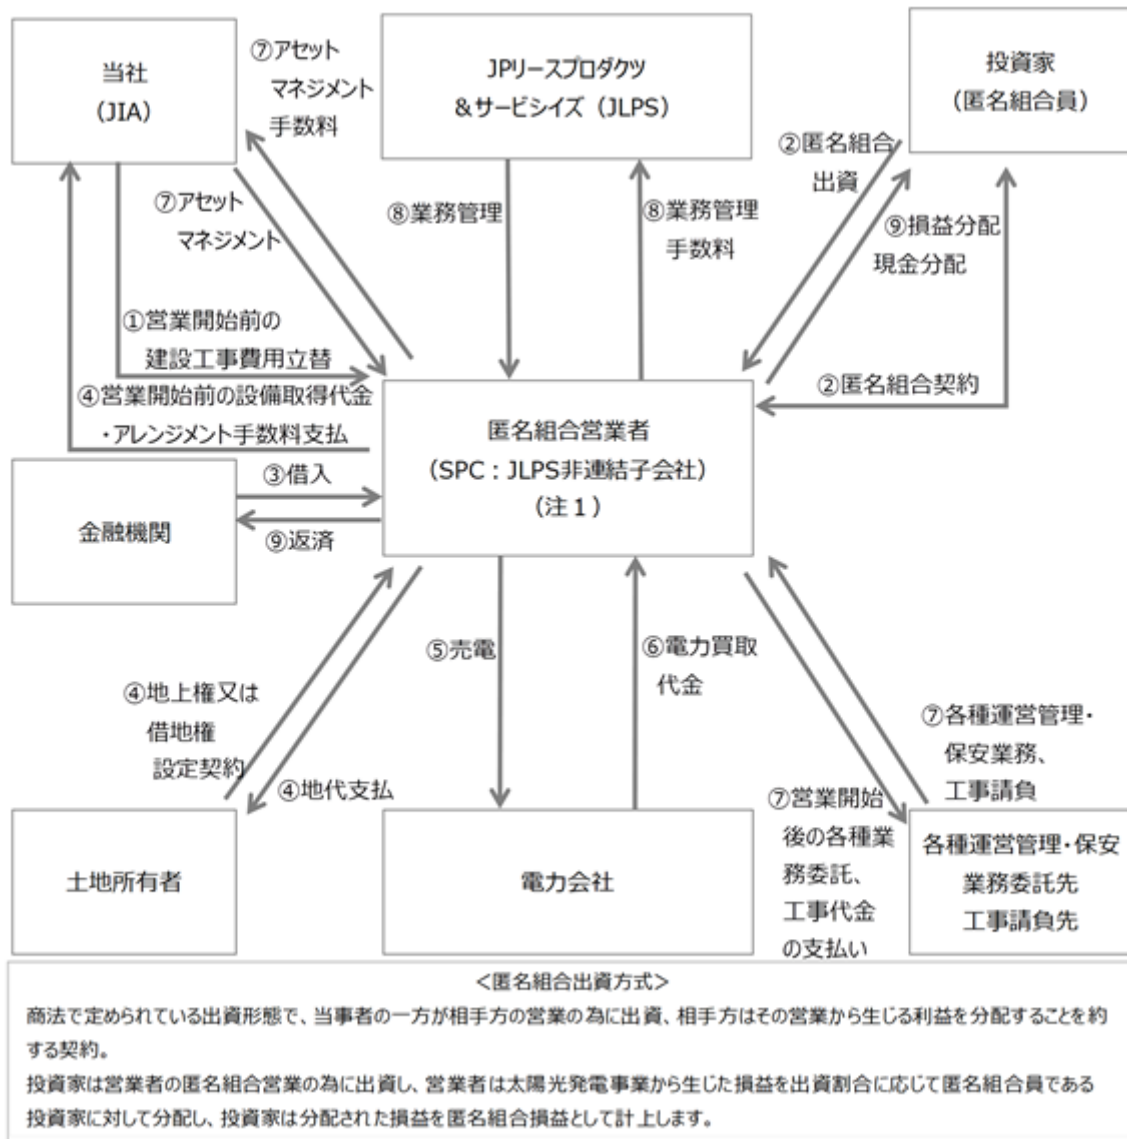 当社
（JIA）
⑦アセット
マネジメント
手数料
JPリースプロダクツ
＆サービシイズ（JLPS）
投資家
（匿名組合員）
②匿名組合
出資
⑦アセット
マネジメント
⑧業務管理
⑧業務管理
手数料
⑨損益分配
現金分配
①営業開始前の
建設工事費用立替
④営業開始前の設備取得代金
・アレンジメント手数料支払
②匿名組合契約
匿名組合営業者
（SPC：JLPS非連結子会社）
（注１）
③借入
金融機関
⑨返済
⑤売電
⑥電力買取
代金
④地上権又は
借地権
設定契約
④地代支払
⑦各種運営管理・
保安業務、
工事請負
⑦営業開始
後の各種業
務委託、
工事代金
の支払い
土地所有者
電力会社
各種運営管理・保安
業務委託先
工事請負先
＜匿名組合出資方式＞
商法で定められている出資形態で、当事者の一方が相手方の営業の為に出資、相手方はその営業から生じる利益を分配することを約
する契約。
投資家は営業者の匿名組合営業の為に出資し、営業者は太陽光発電事業から生じた損益を出資割合に応じて匿名組合員である
投資家に対して分配し、投資家は分配された損益を匿名組合損益として計上します。